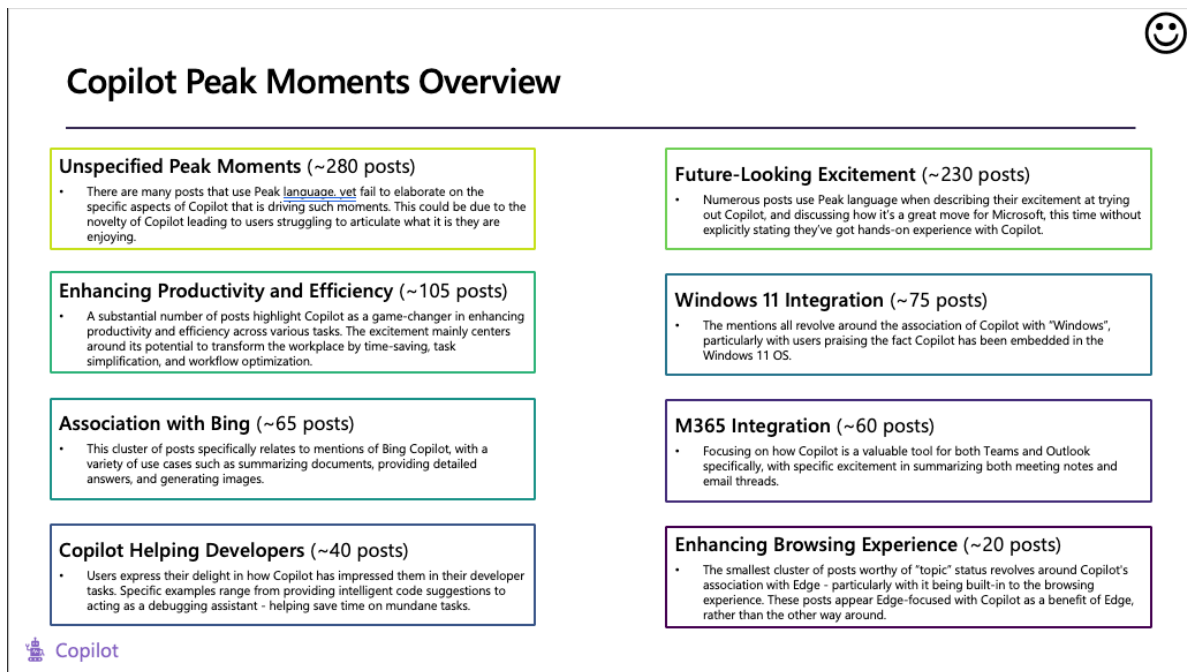 Copilot Peak Moments Overview
Unspecified Peak Moments (~280 posts)
• There are many posts that use Peak language, yet fail to elaborate on the
specific aspects of Copilot that is driving such moments. This could be due to the
novelty of Copilot leading to users struggling to articulate what it is they are
enjoying.
Future-Looking Excitement (~230 posts)
• Numerous posts use Peak language when describing their excitement at trying
out Copilot, and discussing how it's a great move for Microsoft, this time without
explicitly stating they've got hands-on experience with Copilot.
Enhancing Productivity and Efficiency (~105 posts)
• A substantial number of posts highlight Copilot as a game-changer in enhancing
productivity and efficiency across various tasks. The excitement mainly centers
around its potential to transform the workplace by time-saving, task
simplification, and workflow optimization.
Windows 11 Integration (~75 posts)
• The mentions all revolve around the association of Copilot with "Windows",
particularly with users praising the fact Copilot has been embedded in the
Windows 11 OS.
Association with Bing (~65 posts)
• This cluster of posts specifically relates to mentions of Bing Copilot, with a
variety of use cases such as summarizing documents, providing detailed
answers, and generating images.
M365 Integration (~60 posts)
• Focusing on how Copilot is a valuable tool for both Teams and Outlook
specifically, with specific excitement in summarizing both meeting notes and
email threads.
Copilot Helping Developers (~40 posts)
• Users express their delight in how Copilot has impressed them in their developer
tasks. Specific examples range from providing intelligent code suggestions to
acting as a debugging assistant - helping save time on mundane tasks.
Enhancing Browsing Experience (~20 posts)
• The smallest cluster of posts worthy of "topic" status revolves around Copilot's
association with Edge - particularly with it being built-in to the browsing
experience. These posts appear Edge-focused with Copilot as a benefit of Edge,
rather than the other way around.
Copilot